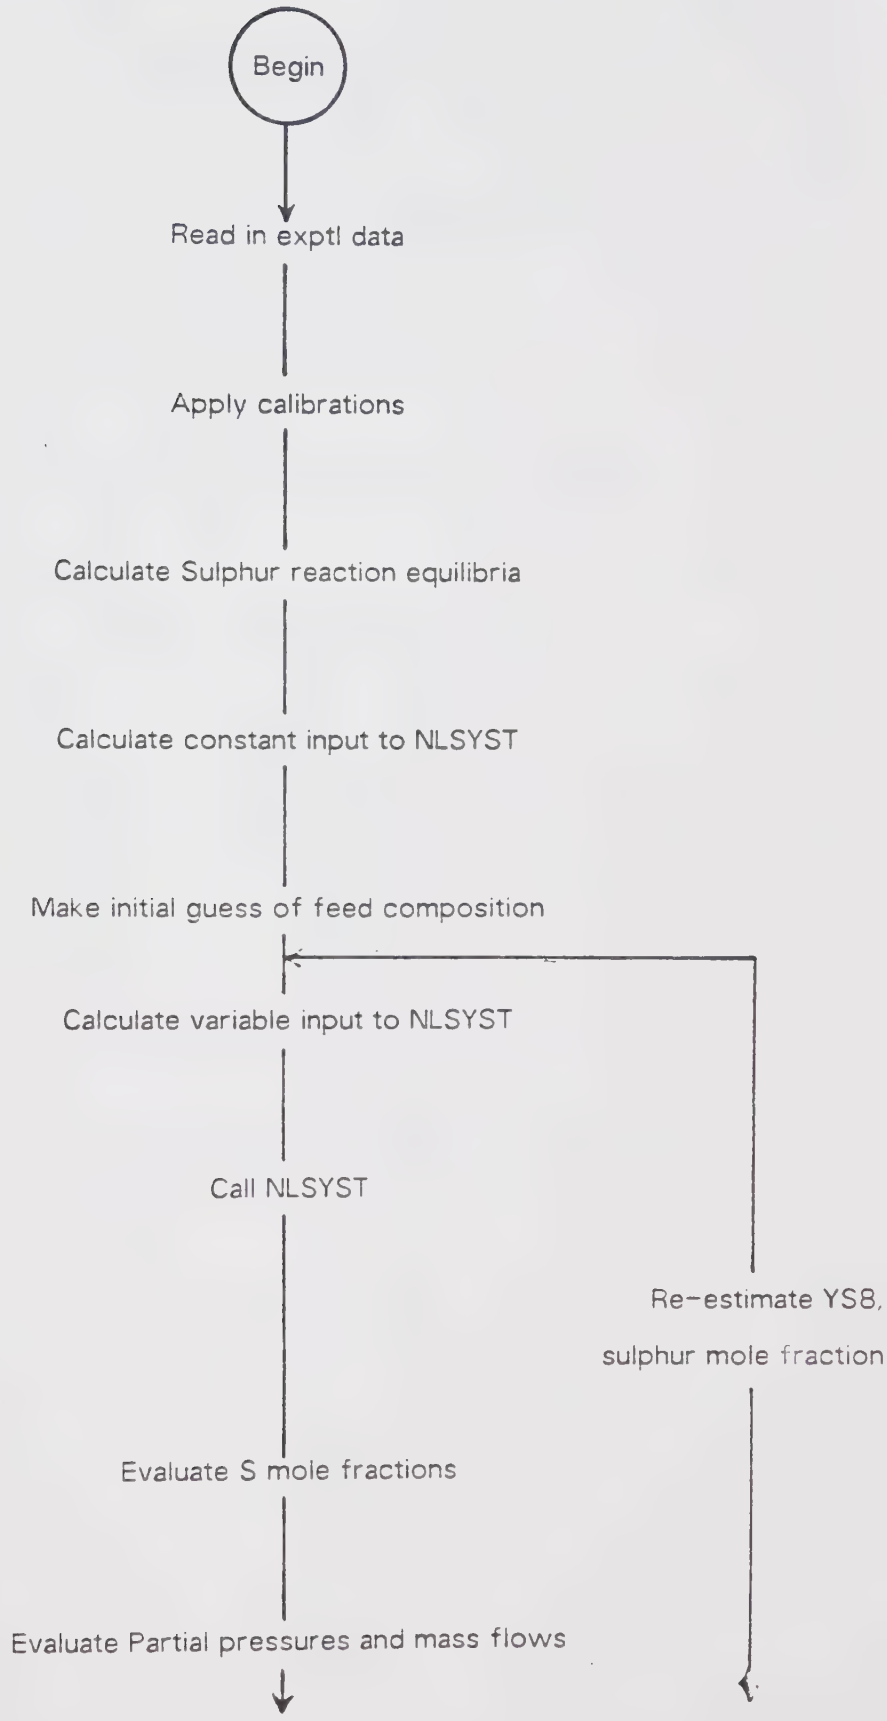 Begin
Read in exptl data
Apply calibrations
Calculate Sulphur reaction equilibria
Calculate constant input to NLSYST
Make initial guess of feed composition
Calculate variable input to NLSYST
Call NLSYST
Re-estimate YS8,
sulphur mole fraction
Evaluate S mole fractions
Evaluate Partial pressures and mass flows